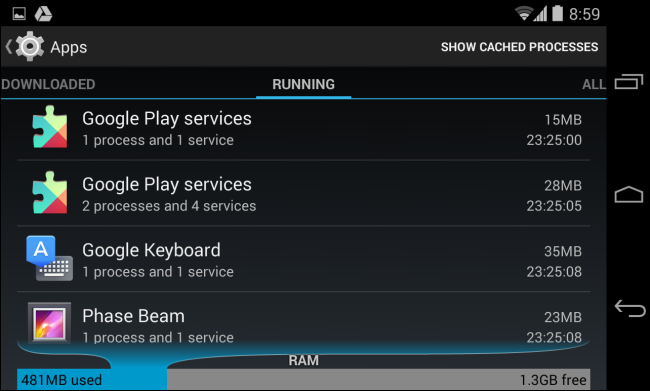 8:59
Apps
SHOW CACHED PROCESSES
DOWNLOADED
RUNNING
ALL
Google Play services
15MB
1 process and 1 service
23:25:00
Google Play services
28MB
2 processes and 4 services
23:25:05
A
Google Keyboard
35MB
1 process and 1 service
23:25:08
Phase Beam
23MB
1 process and 1 service
23:25:08
RAM
481MB used
1.3GB free